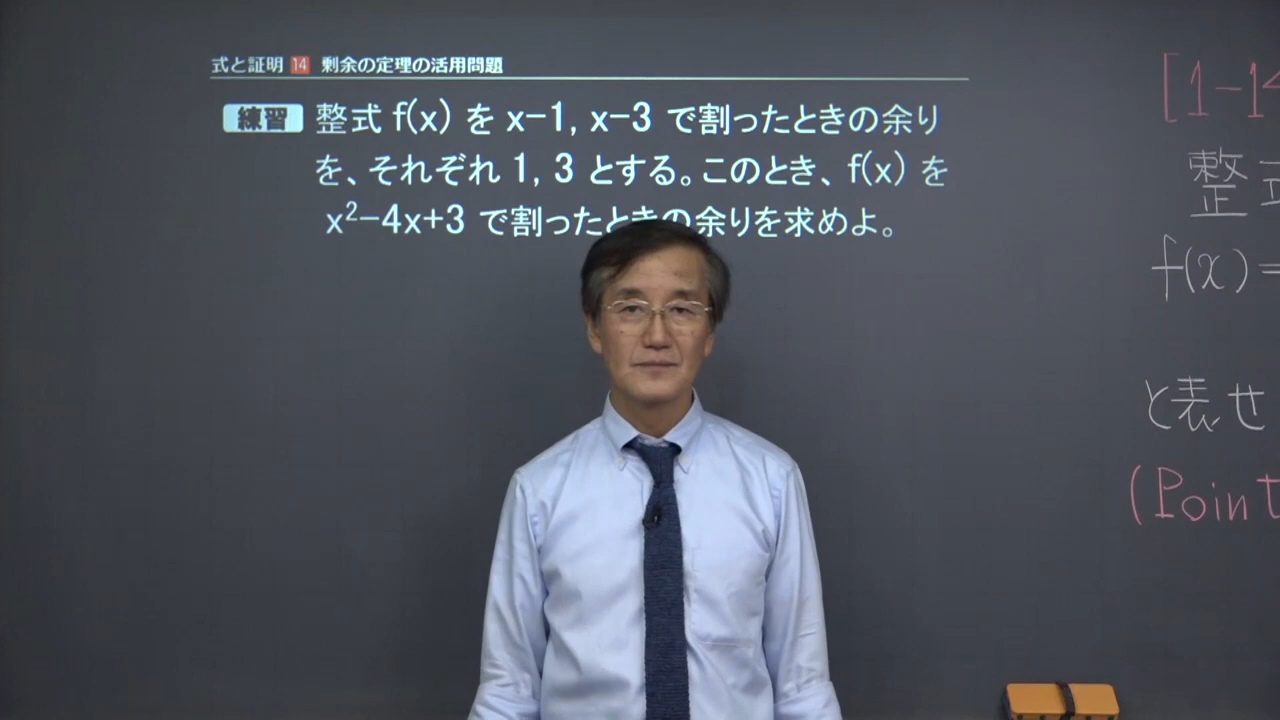 式と証明 14 剰余の定理の活用問題
練習 整式 f(x) を x−1, x−3 で割ったときの余り
を、それぞれ 1, 3 とする。このとき、f(x) を
x²−4x+3 で割ったときの余りを求めよ。
[1-14
整式
f(x)=
と表せ
(Point